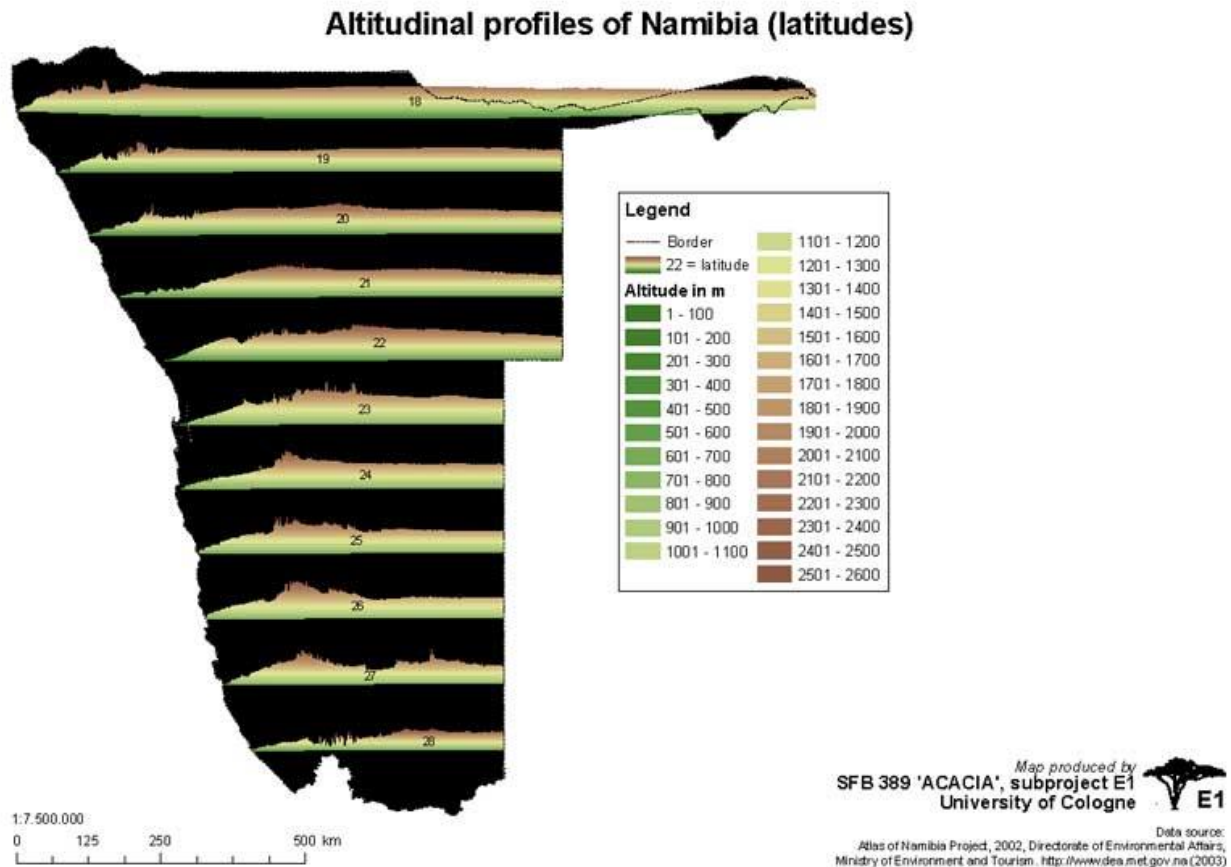 Altitudinal profiles of Namibia (latitudes)
18
19
20
21
22
23
24
25
26
27
28
Legend
Border
22 = latitude
Altitude in m
1 - 100
101 - 200
201 - 300
301 - 400
401 - 500
501 - 600
601 - 700
701 - 800
801 - 900
901 - 1000
1001 - 1100
1101 - 1200
1201 - 1300
1301 - 1400
1401 - 1500
1501 - 1600
1601 - 1700
1701 - 1800
1801 - 1900
1901 - 2000
2001 - 2100
2101 - 2200
2201 - 2300
2301 - 2400
2401 - 2500
2501 - 2600
Map produced by
SFB 389 'ACACIA', subproject E1
University of Cologne
E1
1:7.500.000
0 125 250 500 km
Data source:
Atlas of Namibia Project, 2002, Directorate of Environmental Affairs,
Ministry of Environment and Tourism. http://www.dea.met.gov.na (2003)